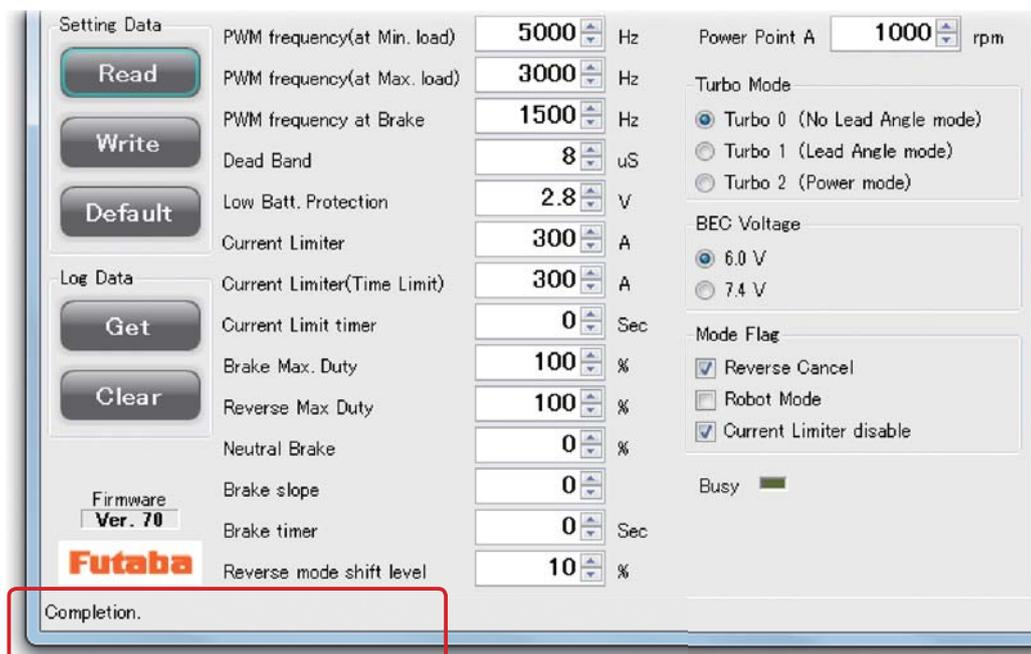 Setting Data
Read
Write
Default
Log Data
Get
Clear
Firmware
Ver. 70
Futaba
PWM frequency(at Min. load) 5000 Hz
PWM frequency(at Max. load) 3000 Hz
PWM frequency at Brake 1500 Hz
Dead Band 8 uS
Low Batt. Protection 2.8 V
Current Limiter 300 A
Current Limiter(Time Limit) 300 A
Current Limit timer 0 Sec
Brake Max. Duty 100 %
Reverse Max Duty 100 %
Neutral Brake 0 %
Brake slope 0
Brake timer 0 Sec
Reverse mode shift level 10 %
Power Point A 1000 rpm
Turbo Mode
Turbo 0 (No Lead Angle mode)
Turbo 1 (Lead Angle mode)
Turbo 2 (Power mode)
BEC Voltage
6.0 V
7.4 V
Mode Flag
Reverse Cancel
Robot Mode
Current Limiter disable
Busy
Completion.